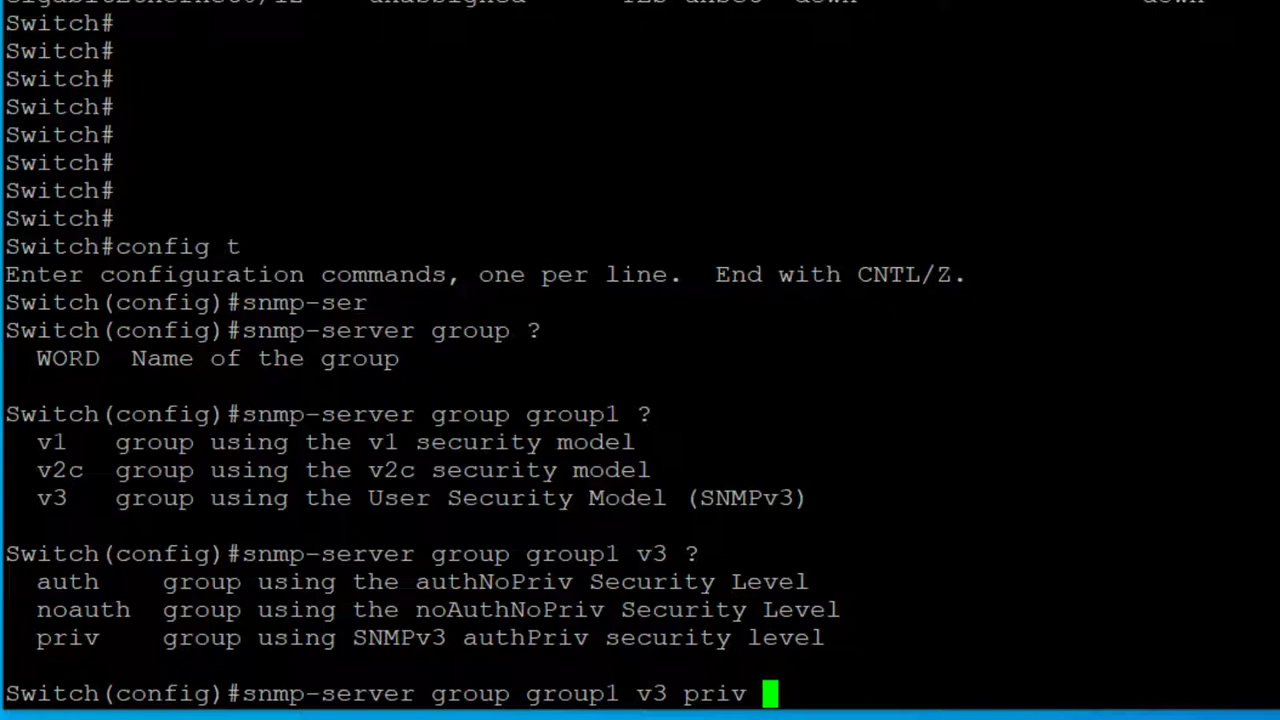 Switch#
Switch#
Switch#
Switch#
Switch#
Switch#
Switch#
Switch#
Switch#config t
Enter configuration commands, one per line.  End with CNTL/Z.
Switch(config)#snmp-ser
Switch(config)#snmp-server group ?
  WORD  Name of the group
Switch(config)#snmp-server group group1 ?
  v1   group using the v1 security model
  v2c  group using the v2c security model
  v3   group using the User Security Model (SNMPv3)
Switch(config)#snmp-server group group1 v3 ?
  auth    group using the authNoPriv Security Level
  noauth  group using the noAuthNoPriv Security Level
  priv    group using SNMPv3 authPriv security level
Switch(config)#snmp-server group group1 v3 priv